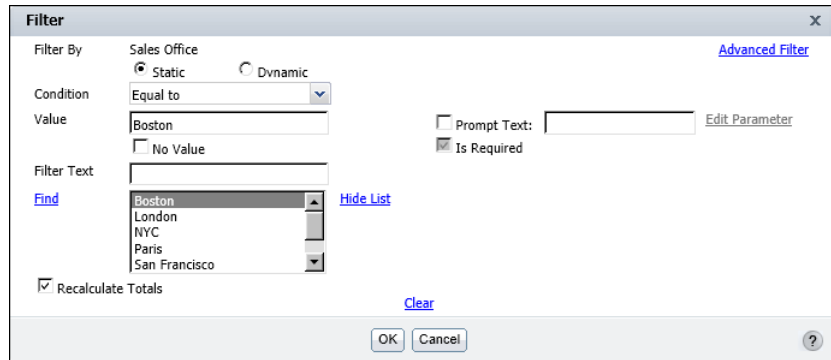 Filter x
Filter By Sales Office Advanced Filter
Static Dynamic
Condition Equal to
Value Boston Prompt Text: Edit Parameter
No Value Is Required
Filter Text
Find Boston Hide List
London
NYC
Paris
San Francisco
Recalculate Totals
Clear
OK Cancel ?